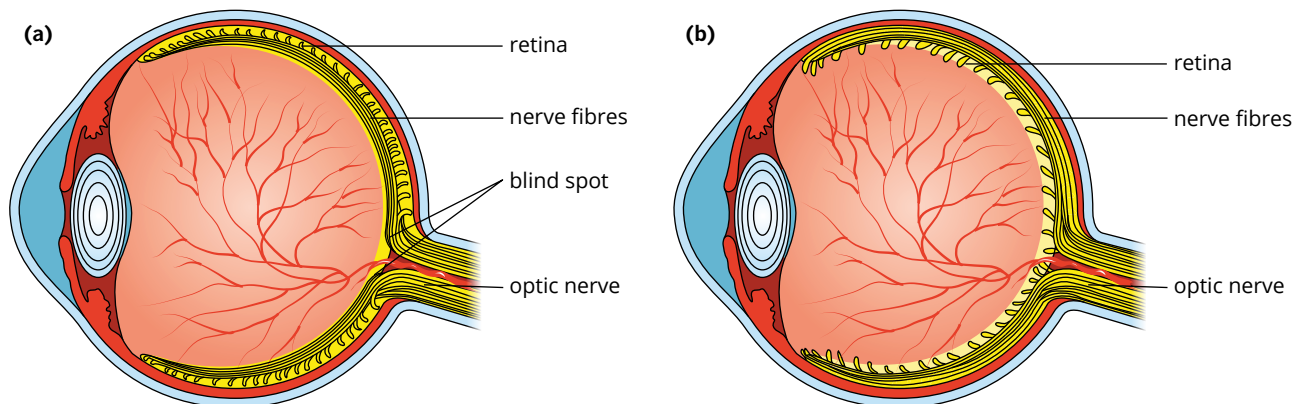 (a)
retina
nerve fibres
blind spot
optic nerve
(b)
retina
nerve fibres
optic nerve